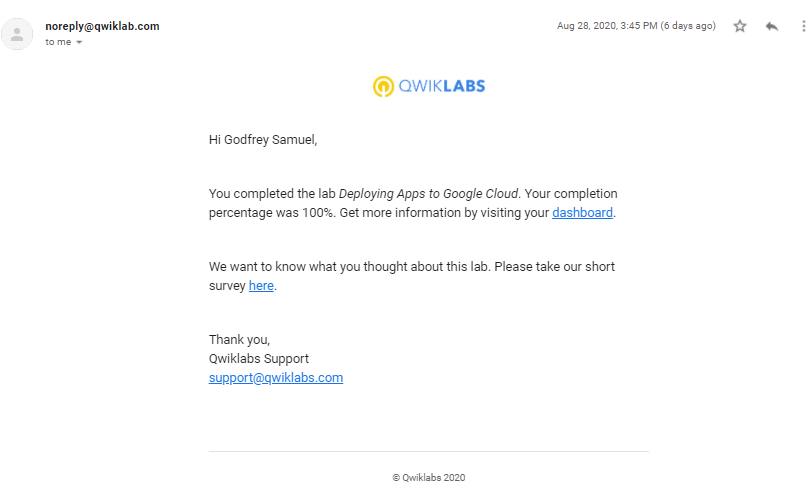 noreply@qwiklab.com
Aug 28, 2020, 3:45 PM (6 days ago)
to me
QWIKLABS
Hi Godfrey Samuel,
You completed the lab Deploying Apps to Google Cloud. Your completion
percentage was 100%. Get more information by visiting your dashboard.
We want to know what you thought about this lab. Please take our short
survey here.
Thank you,
Qwiklabs Support
support@qwiklabs.com
© Qwiklabs 2020